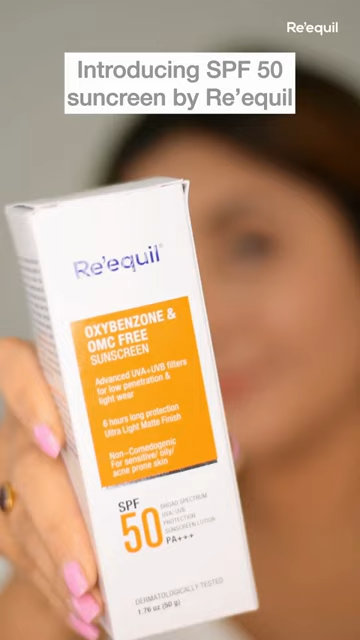 Re'equil
Introducing SPF 50
suncreen by Re'equil
Re'equil®
OXYBENZONE &
OMC FREE
SUNSCREEN
Advanced UVA+UVB filters
for low penetration &
light wear
6 hours long protection
Ultra Light Matte Finish
Non-Comedogenic
For sensitive/ oily/
acne prune skin
SPF
50
BROAD SPECTRUM
UVA/UVB
PROTECTION
SUNSCREEN LOTION
PA+++
DERMATOLOGICALLY TESTED
1.76 oz (50 g)